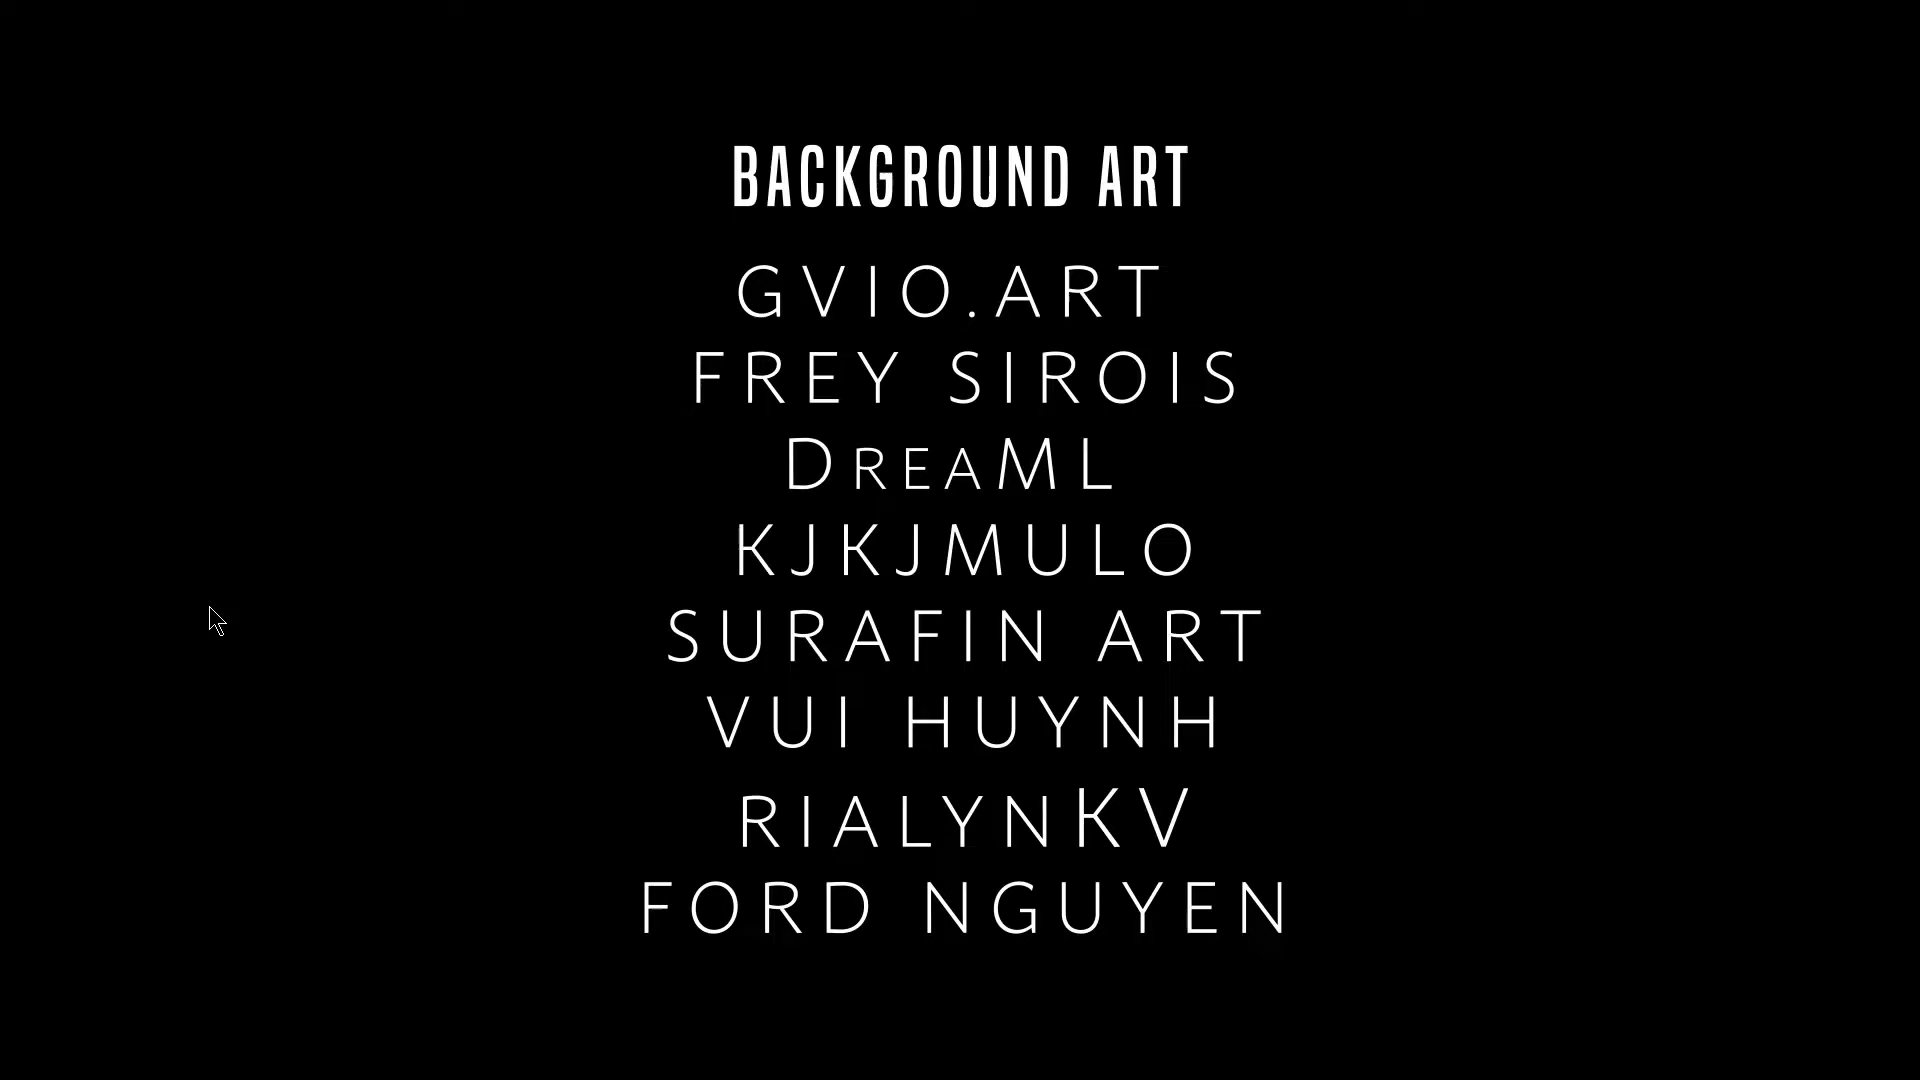 BACKGROUND ART
GVIO.ART
FREY SIROIS
DreaML
KJKJMULO
SURAFIN ART
VUI HUYNH
RIALYNKV
FORD NGUYEN